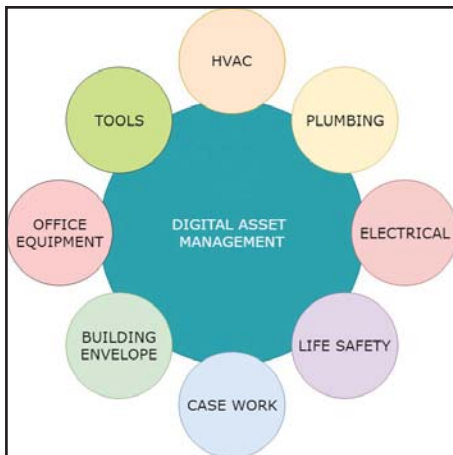 HVAC
TOOLS
PLUMBING
OFFICE
EQUIPMENT
DIGITAL ASSET
MANAGEMENT
ELECTRICAL
BUILDING
ENVELOPE
LIFE SAFETY
CASE WORK